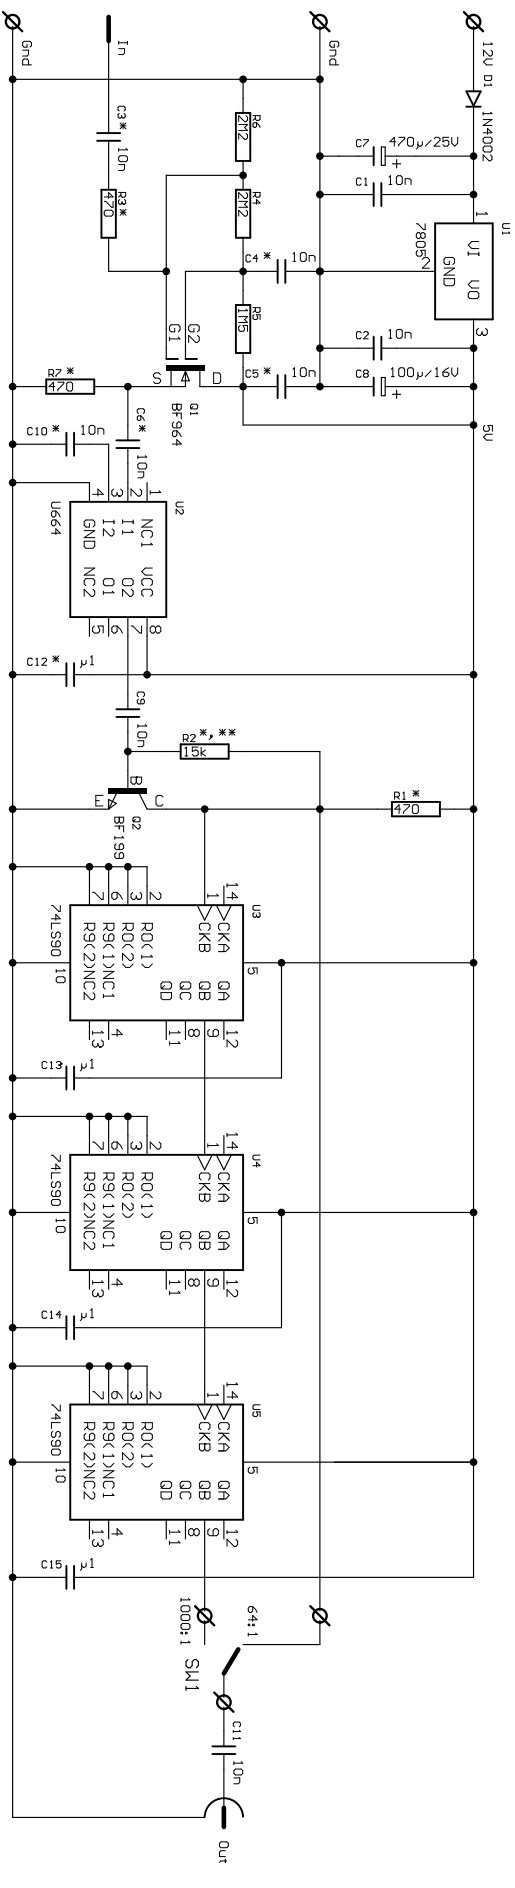 12V
D1
1N4002
Gnd
In
Gnd
C7
470µ/25V
+
C1
10n
U1
7805
1
VI
VO
GND
2
3
C2
10n
C8
100µ/16V
+
5V
R6
2M2
R4
2M2
C4*
10n
R5
1M5
C5*
10n
C3*
10n
R3*
470
G2
G1
S
D
Q1
BF964
R7*
470
C6*
10n
C10*
10n
U2
U664
1
2
3
4
NC1
I1
I2
GND
VCC
O2
O1
NC2
8
7
6
5
C12*
µ1
C9
10n
R2*,**
15k
R1*
470
B
E
C
Q2
BF199
U3
74LS90
14
1
2
3
6
7
CKA
CKB
R0(1)
R0(2)
R9(1)NC1
R9(2)NC2
QA
QB
QC
QD
12
9
8
11
4
13
5
10
C13
µ1
U4
74LS90
14
1
2
3
6
7
CKA
CKB
R0(1)
R0(2)
R9(1)NC1
R9(2)NC2
QA
QB
QC
QD
12
9
8
11
4
13
5
10
C14
µ1
U5
74LS90
14
1
2
3
6
7
CKA
CKB
R0(1)
R0(2)
R9(1)NC1
R9(2)NC2
QA
QB
QC
QD
12
9
8
11
4
13
5
10
C15
µ1
64:1
1000:1
SW1
C11
10n
Out